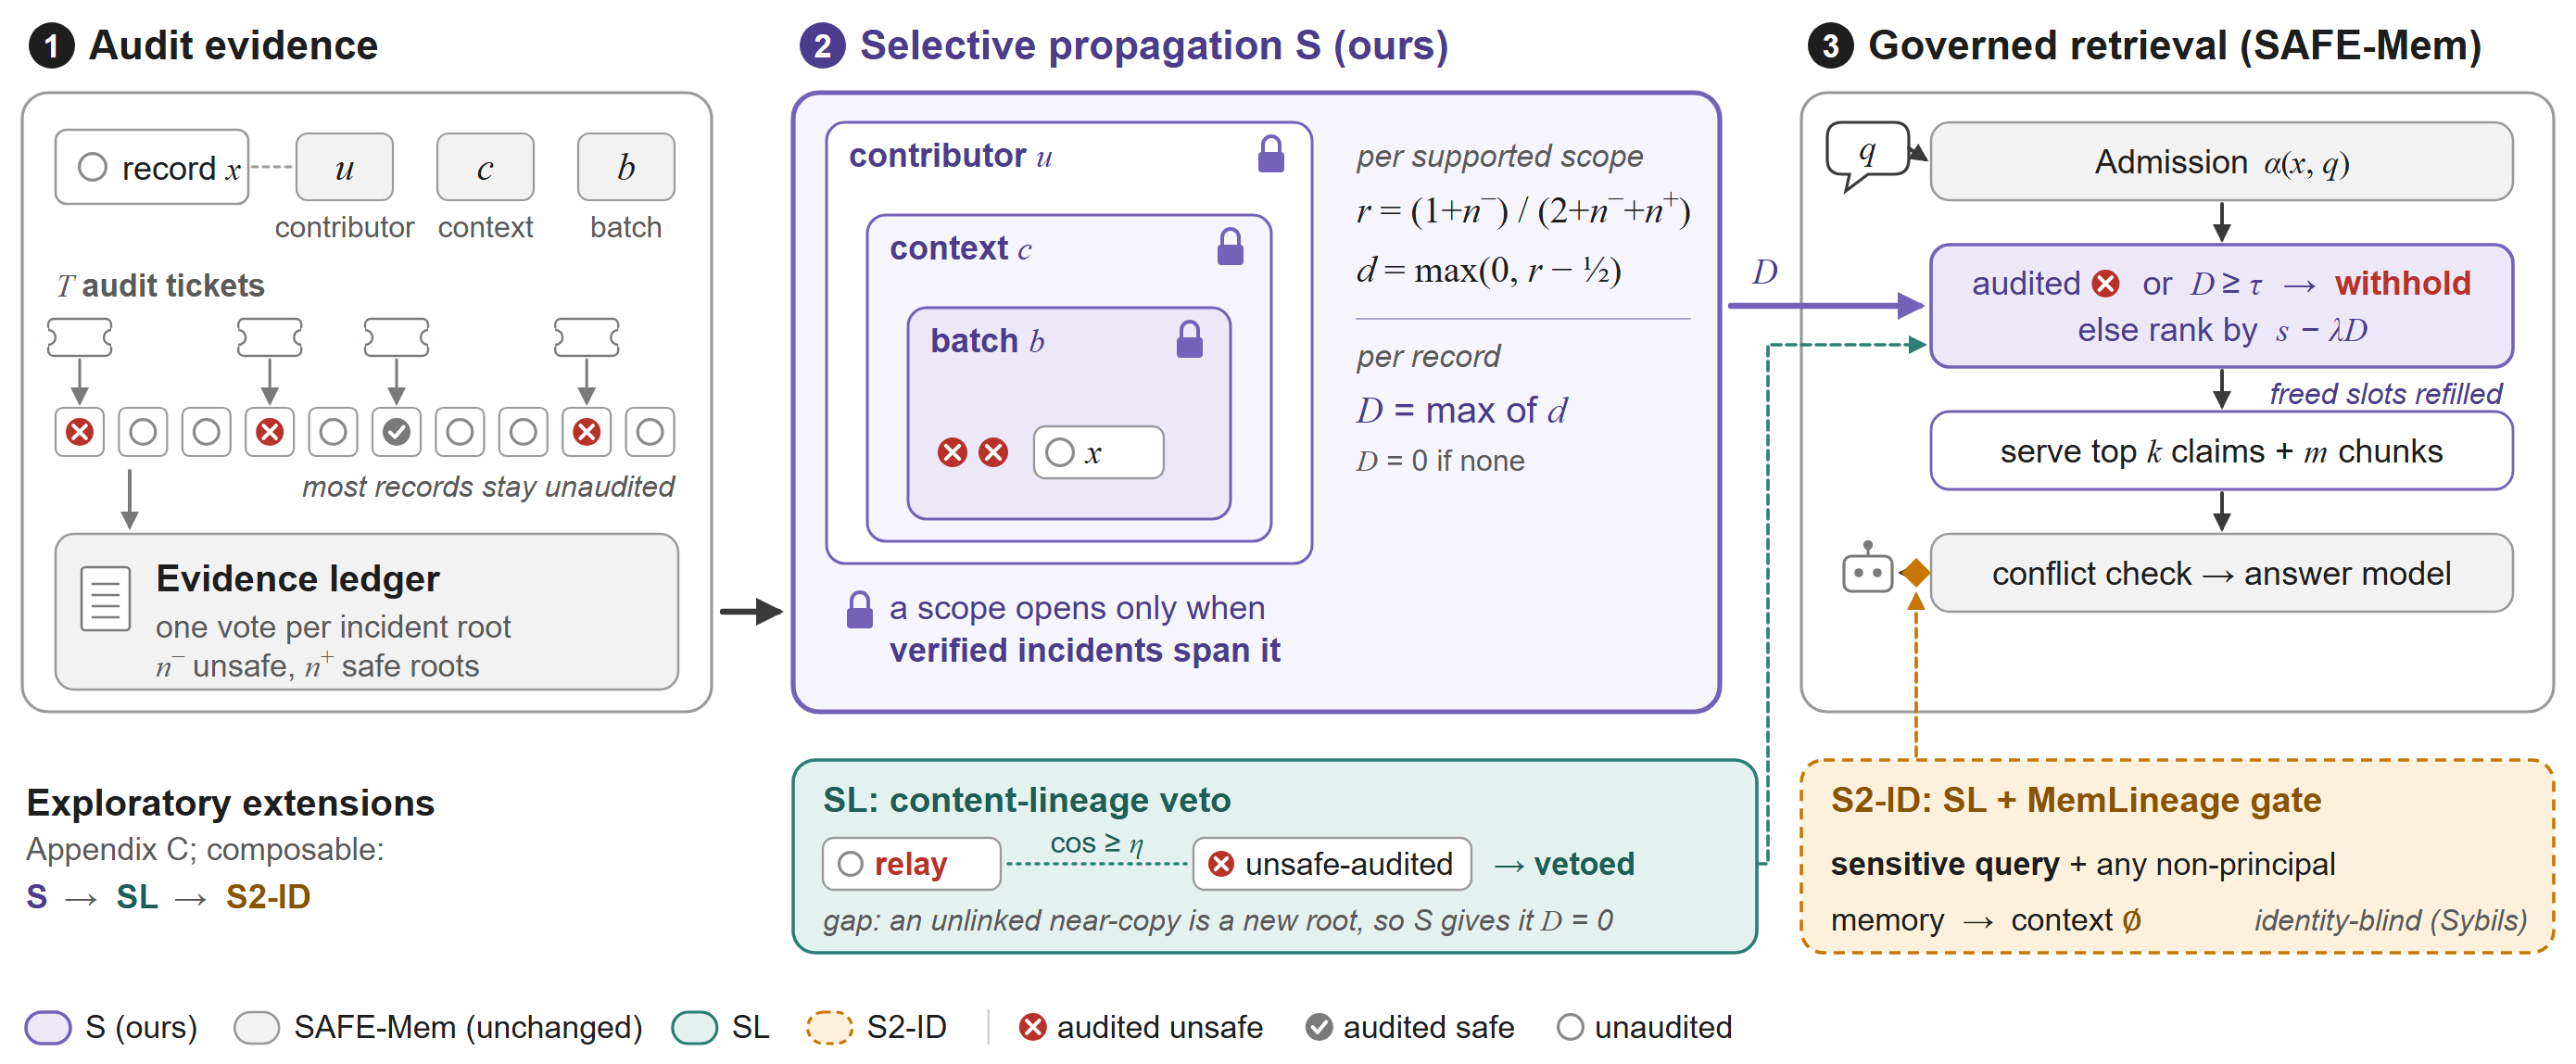 1 Audit evidence
record x
u
c
b
contributor
context
batch
T audit tickets
most records stay unaudited
Evidence ledger
one vote per incident root
n⁻ unsafe, n⁺ safe roots
2 Selective propagation S (ours)
contributor u
context c
batch b
x
a scope opens only when
verified incidents span it
per supported scope
r = (1+n⁻) / (2+n⁻+n⁺)
d = max(0, r − ½)
per record
D = max of d
D = 0 if none
D
3 Governed retrieval (SAFE-Mem)
q
Admission α(x, q)
audited or D ≥ τ → withhold
else rank by s − λD
freed slots refilled
serve top k claims + m chunks
conflict check → answer model
Exploratory extensions
Appendix C; composable:
S → SL → S2-ID
SL: content-lineage veto
relay
cos ≥ η
unsafe-audited
→ vetoed
gap: an unlinked near-copy is a new root, so S gives it D = 0
S2-ID: SL + MemLineage gate
sensitive query + any non-principal
memory → context ∅
identity-blind (Sybils)
S (ours)
SAFE-Mem (unchanged)
SL
S2-ID
audited unsafe
audited safe
unaudited